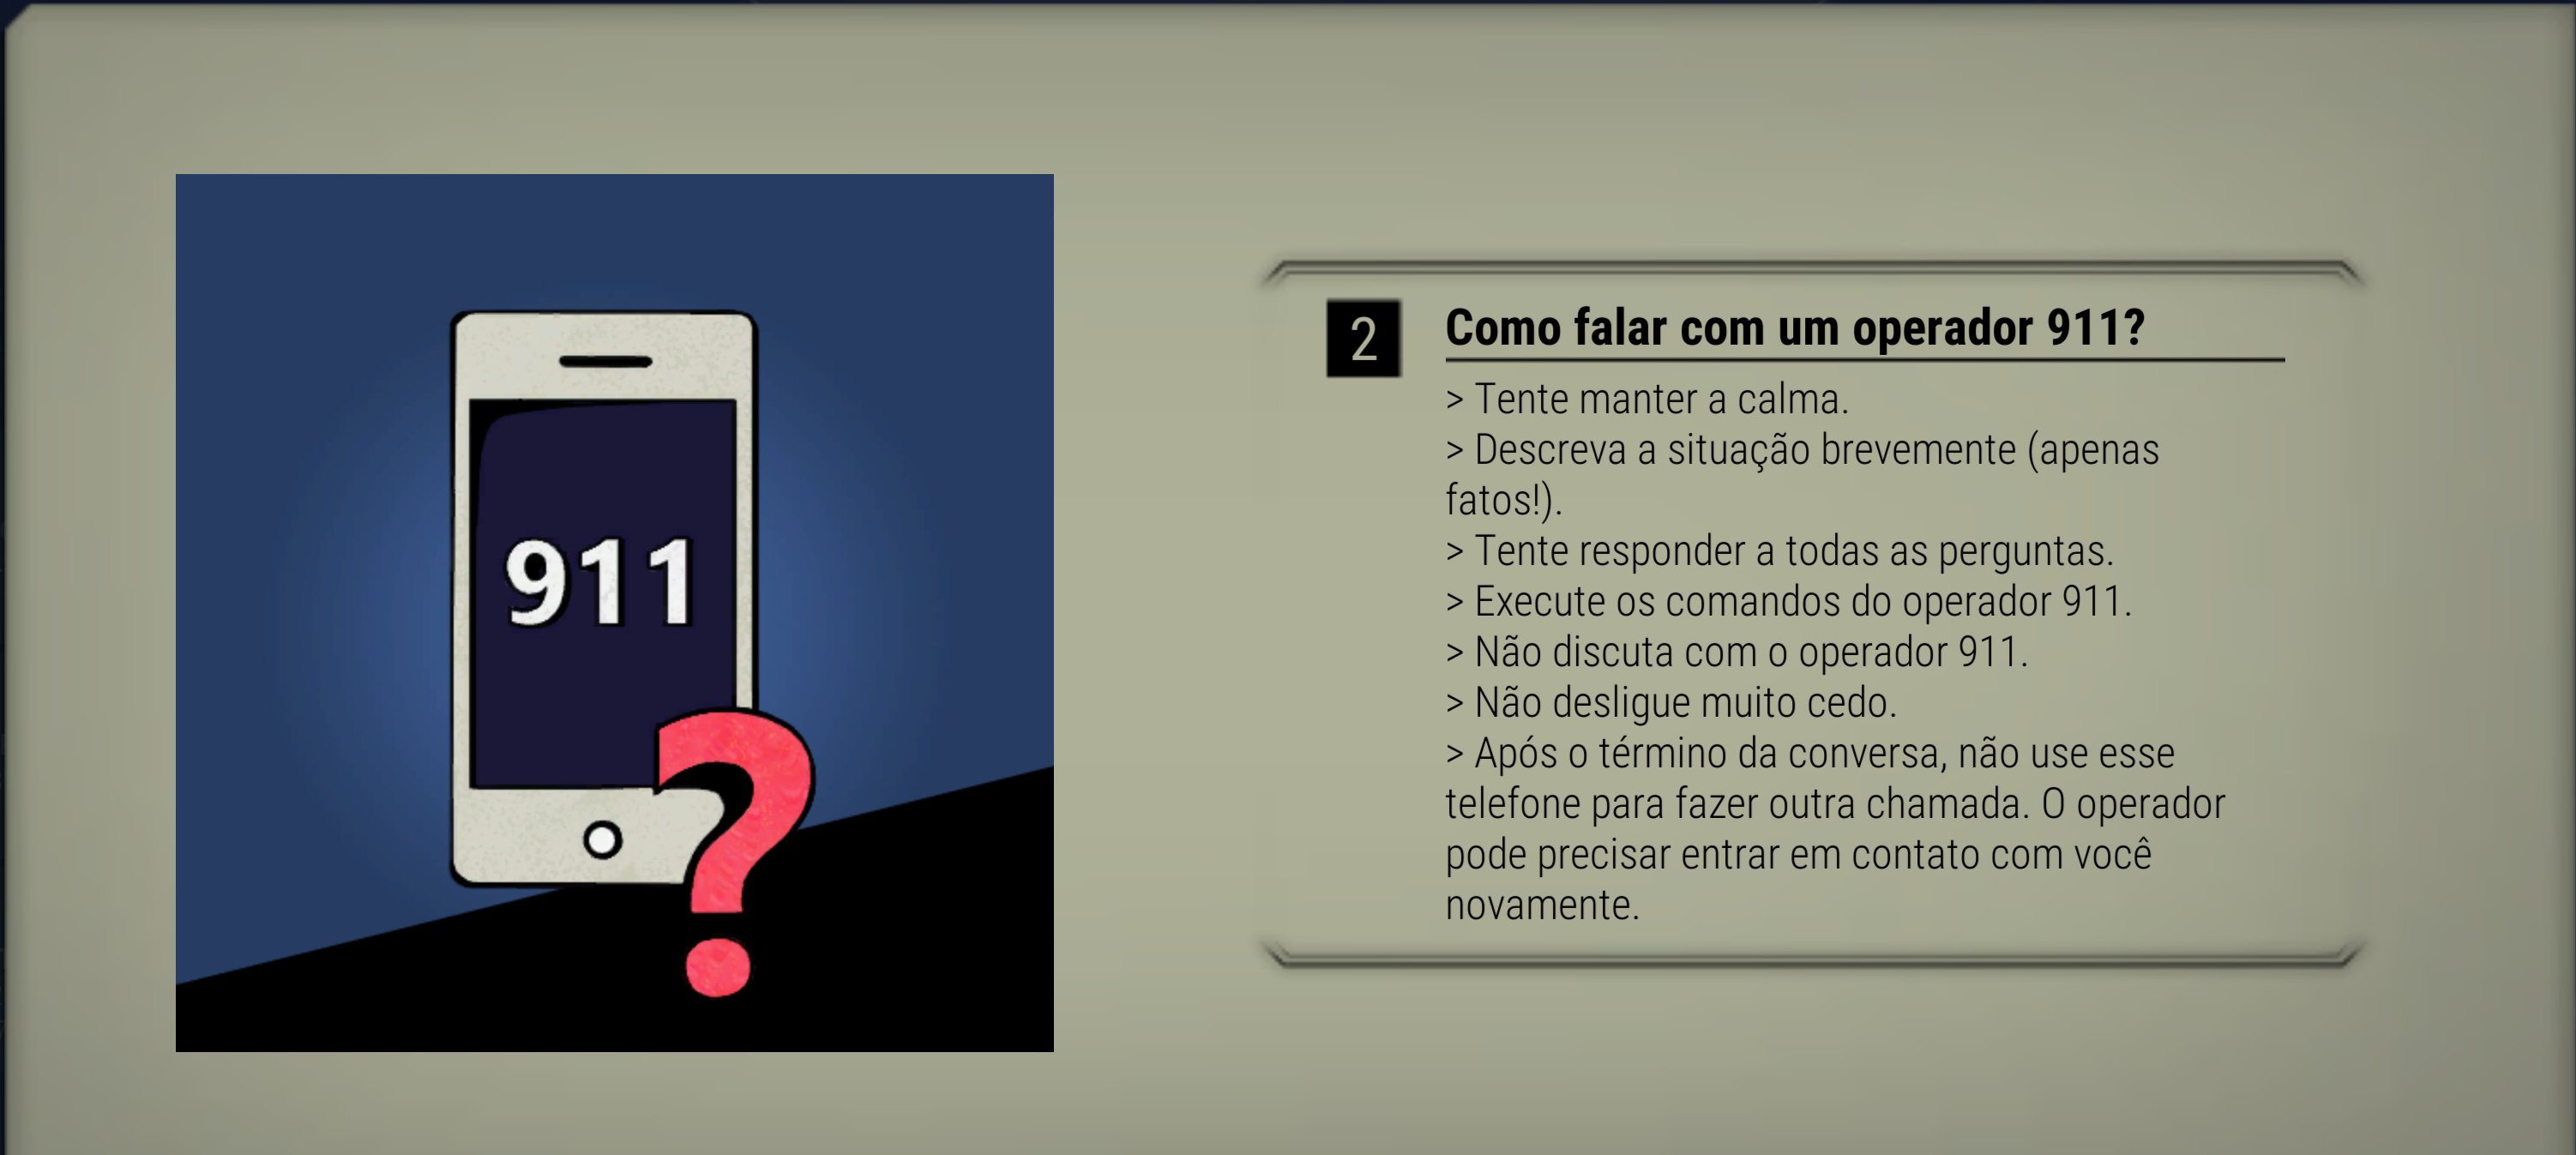 911
2
Como falar com um operador 911?
> Tente manter a calma.
> Descreva a situação brevemente (apenas
fatos!).
> Tente responder a todas as perguntas.
> Execute os comandos do operador 911.
> Não discuta com o operador 911.
> Não desligue muito cedo.
> Após o término da conversa, não use esse
telefone para fazer outra chamada. O operador
pode precisar entrar em contato com você
novamente.
?